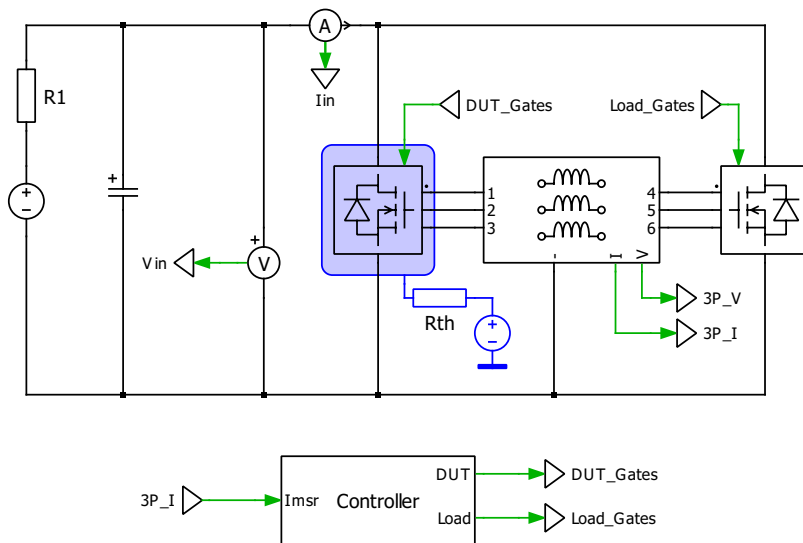 A
Iin
R1
DUT_Gates
Load_Gates
1
2
3
4
5
6
Vin
V
-
I
V
3P_V
3P_I
Rth
3P_I
Imsr
Controller
DUT
Load
DUT_Gates
Load_Gates